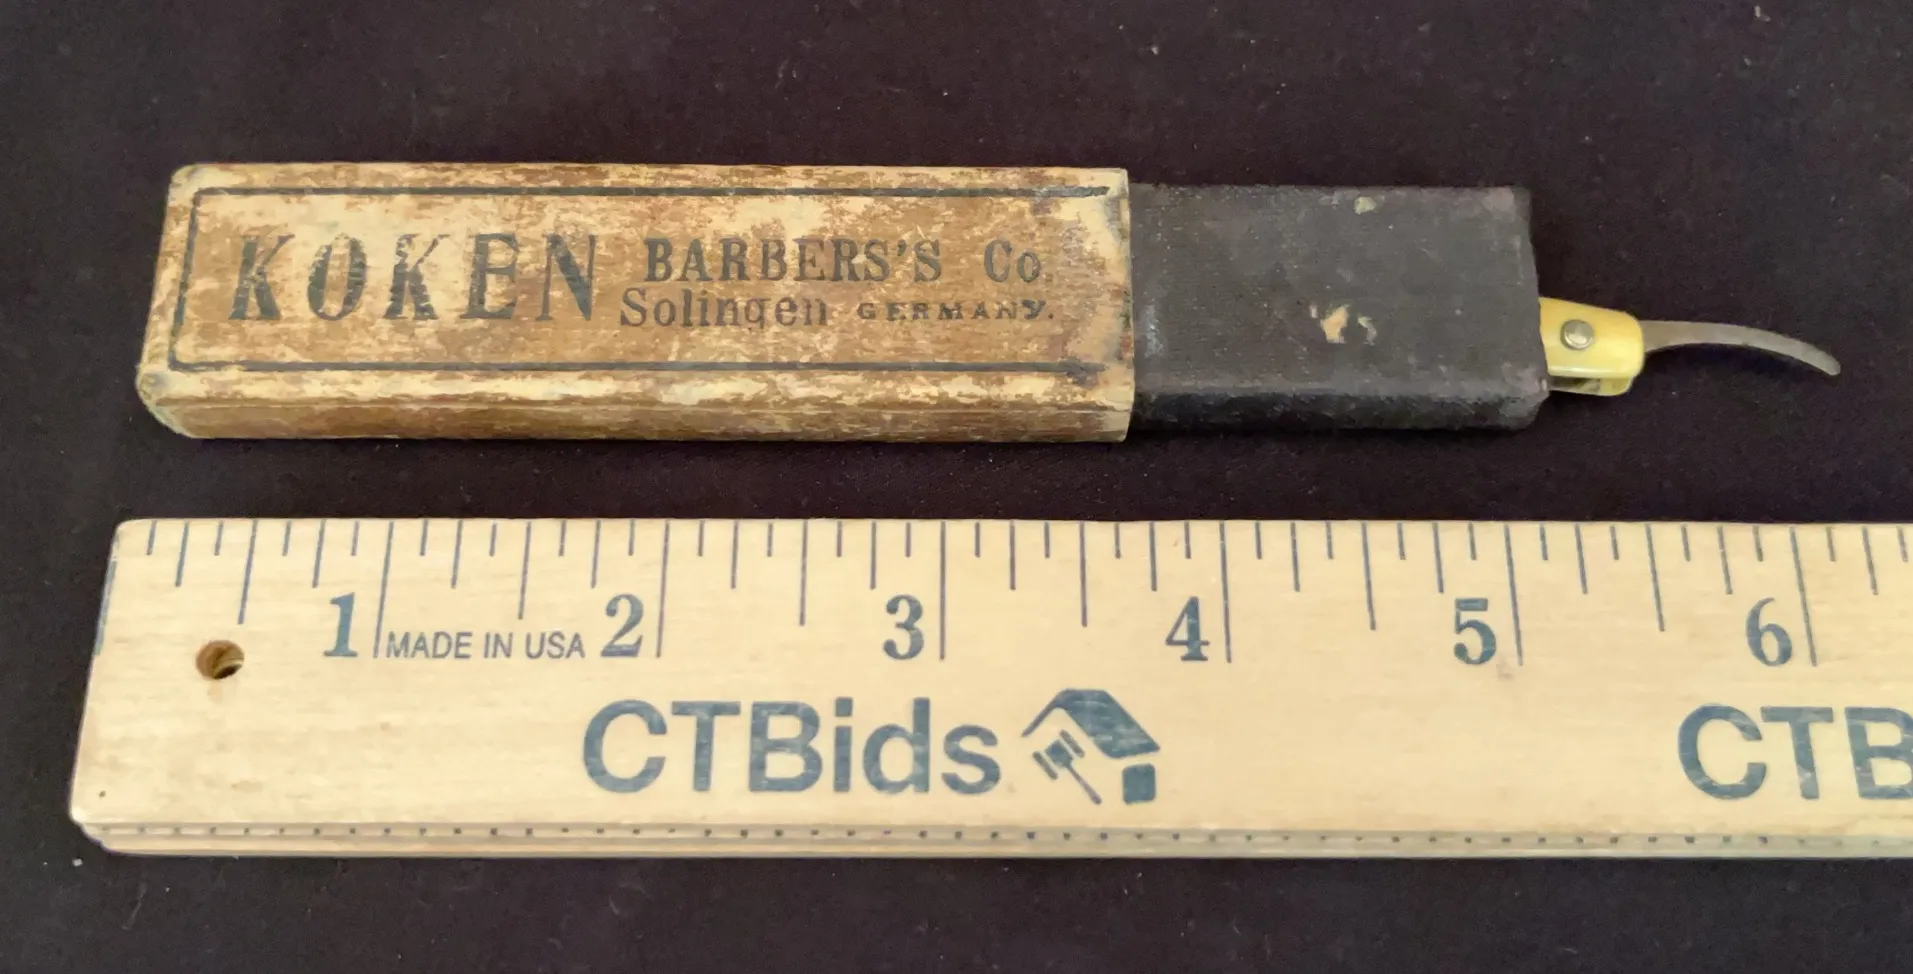 KOKEN BARBERS'S Co.
Solingen GERMANY.
1 2 3 4 5 6
MADE IN USA
CTBids CTB